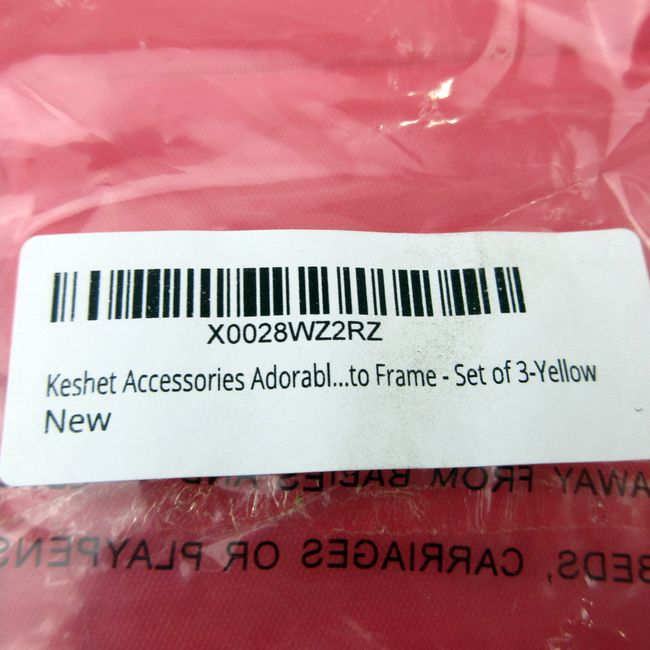 X0028WZ2RZ
Keshet Accessories Adorabl...to Frame - Set of 3-Yellow
New
AWAY FROM BABIES AND
BEDS, CARRIAGES OR PLAYPENS